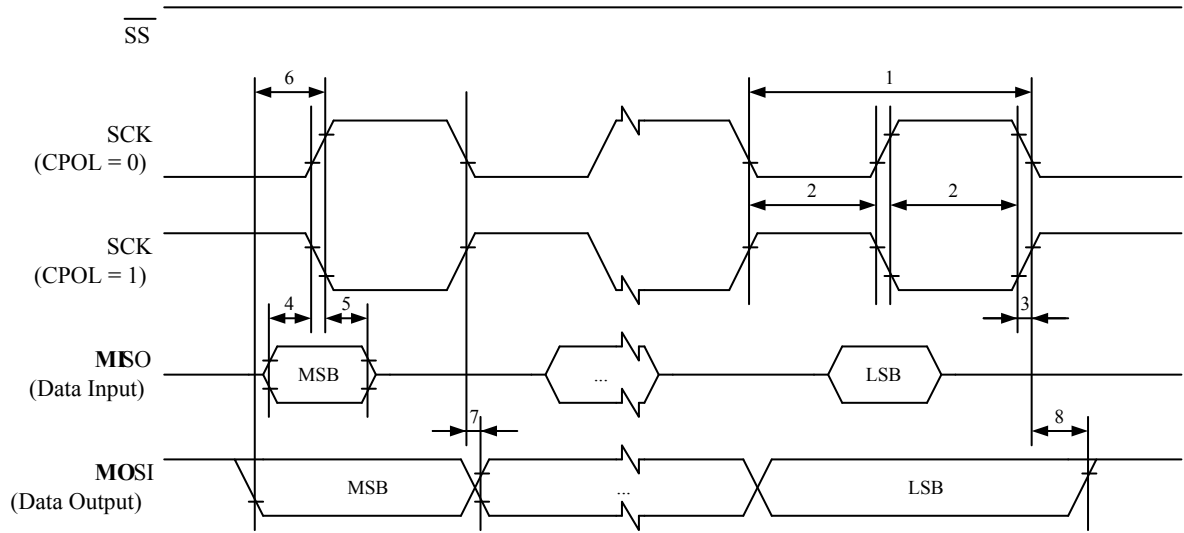 SS
6
1
SCK
(CPOL = 0)
2
2
SCK
(CPOL = 1)
4
5
3
MISO
(Data Input)
MSB
...
LSB
7
8
MOSI
(Data Output)
MSB
...
LSB